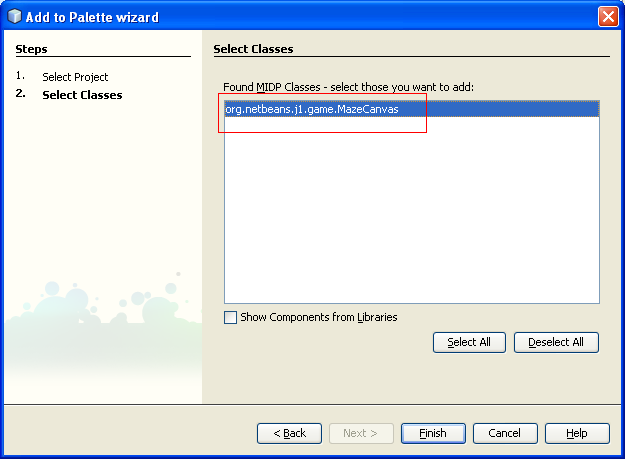 Add to Palette wizard
Steps
1. Select Project
2. Select Classes
Select Classes
Found MIDP Classes - select those you want to add:
org.netbeans.j1.game.MazeCanvas
Show Components from Libraries
Select All Deselect All
< Back Next > Finish Cancel Help